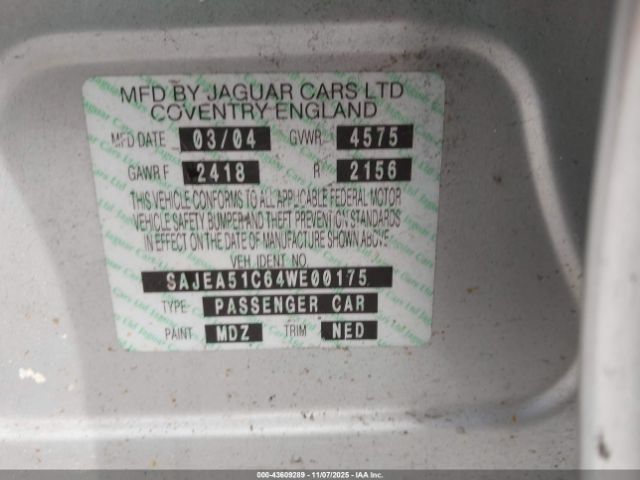 MFD BY JAGUAR CARS LTD
COVENTRY ENGLAND
MFD DATE 03/04 GVWR 4575
GAWR F 2418 R 2156
THIS VEHICLE CONFORMS TO ALL APPLICABLE FEDERAL MOTOR
VEHICLE SAFETY BUMPER AND THEFT PREVENTION STANDARDS
IN EFFECT ON THE DATE OF MANUFACTURE SHOWN ABOVE
VEH. IDENT NO.
SAJEA51C64WE00175
TYPE PASSENGER CAR
PAINT MDZ TRIM NED
000-43609289 - 11/07/2025 - IAA Inc.